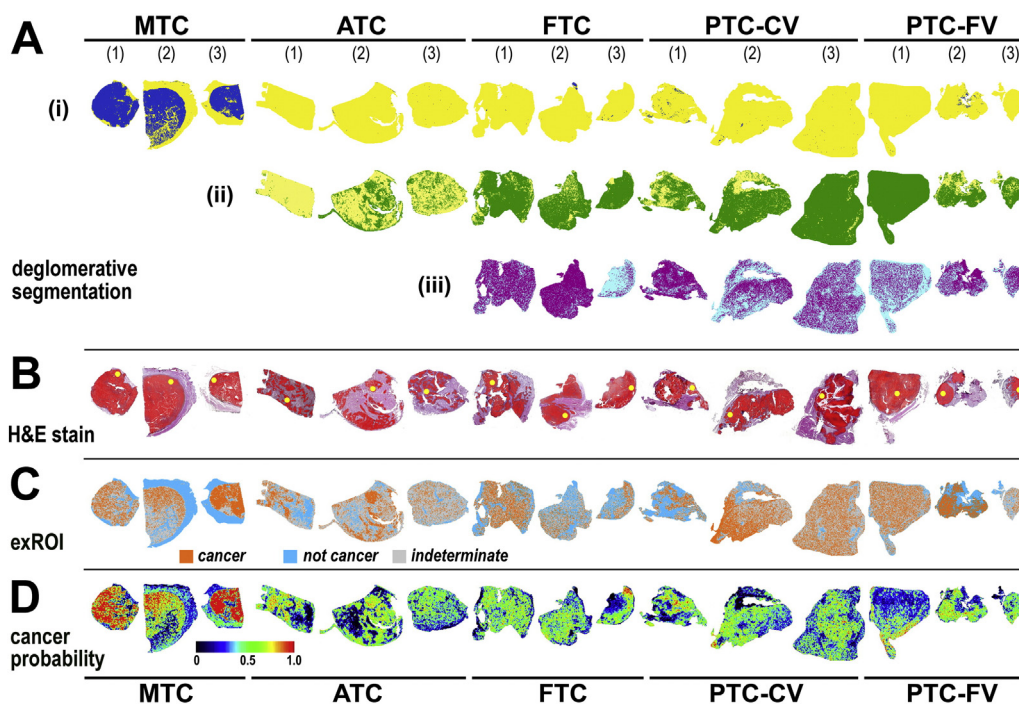 A
MTC ATC FTC PTC-CV PTC-FV
(1) (2) (3) (1) (2) (3) (1) (2) (3) (1) (2) (3) (1) (2) (3)
(i)
(ii)
deglomerative
segmentation
(iii)
B
H&E stain
C
exROI
cancer not cancer indeterminate
D
cancer
probability
0 0.5 1.0
MTC ATC FTC PTC-CV PTC-FV